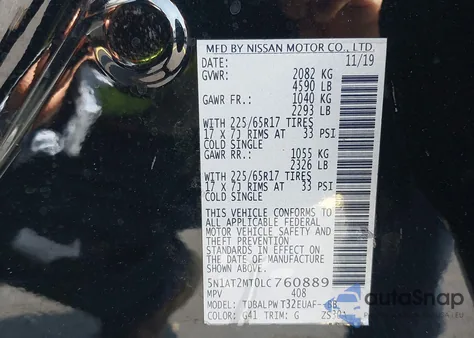 MFD BY NISSAN MOTOR CO., LTD.
DATE: 11/19
GVWR: 2082 KG
4590 LB
GAWR FR.: 1040 KG
2293 LB
WITH 225/65R17 TIRES
17 X 7J RIMS AT 33 PSI
COLD SINGLE
GAWR RR.: 1055 KG
2326 LB
WITH 225/65R17 TIRES
17 X 7J RIMS AT 33 PSI
COLD SINGLE
THIS VEHICLE CONFORMS TO
ALL APPLICABLE FEDERAL
MOTOR VEHICLE SAFETY AND
THEFT PREVENTION
STANDARDS IN EFFECT ON
THE DATE OF MANUFACTURE
SHOWN ABOVE.
5N1AT2MT0LC760889
MPV 408
MODEL: TDBALPW T32EUAF-
COLOR: G41 TRIM: G
autoSnap